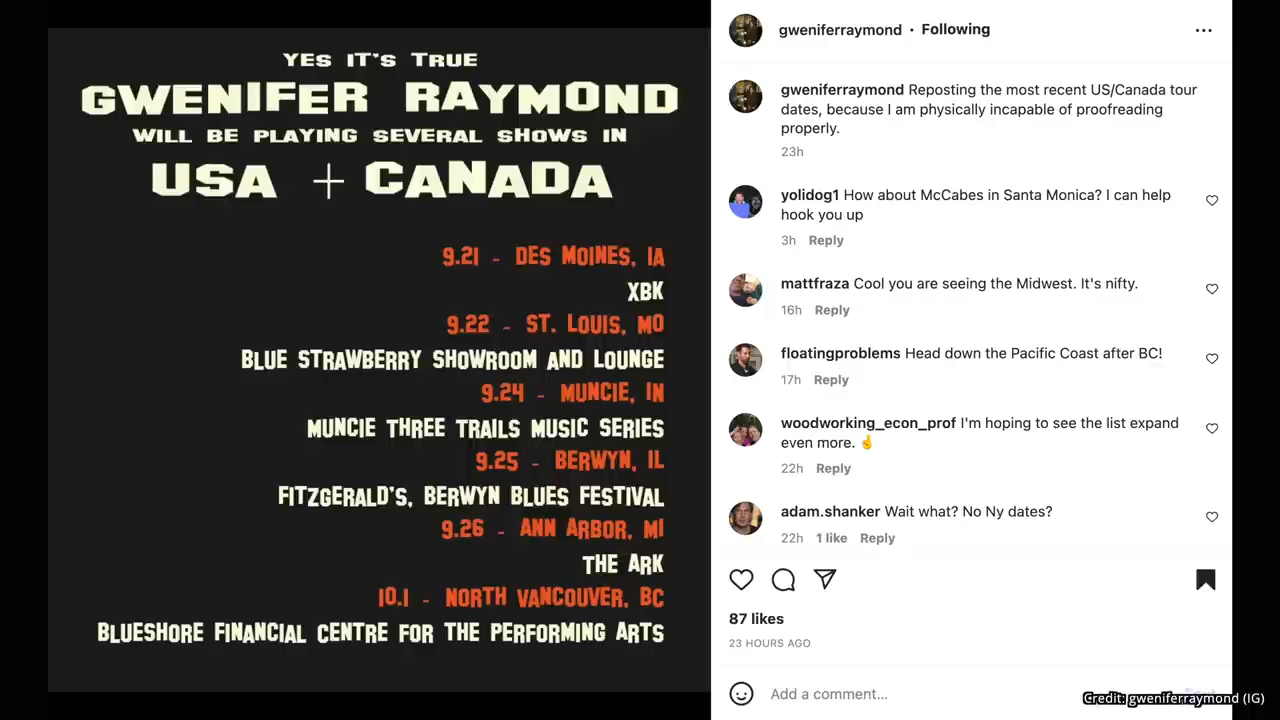 YES IT'S TRUE
GWENIFER RAYMOND
WILL BE PLAYING SEVERAL SHOWS IN
USA + CANADA
9.21 - DES MOINES, IA
XBK
9.22 - ST. LOUIS, MO
BLUE STRAWBERRY SHOWROOM AND LOUNGE
9.24 - MUNCIE, IN
MUNCIE THREE TRAILS MUSIC SERIES
9.25 - BERWYN, IL
FITZGERALD'S, BERWYN BLUES FESTIVAL
9.26 - ANN ARBOR, MI
THE ARK
10.1 - NORTH VANCOUVER, BC
BLUESHORE FINANCIAL CENTRE FOR THE PERFORMING ARTS
gweniferraymond • Following
gweniferraymond Reposting the most recent US/Canada tour
dates, because I am physically incapable of proofreading
properly.
23h
yolidog1 How about McCabes in Santa Monica? I can help
hook you up
3h Reply
mattfraza Cool you are seeing the Midwest. It's nifty.
16h Reply
floatingproblems Head down the Pacific Coast after BC!
17h Reply
woodworking_econ_prof I'm hoping to see the list expand
even more. 🤞
22h Reply
adam.shanker Wait what? No Ny dates?
22h 1 like Reply
87 likes
23 HOURS AGO
Add a comment...
Credit: gweniferraymond (IG)